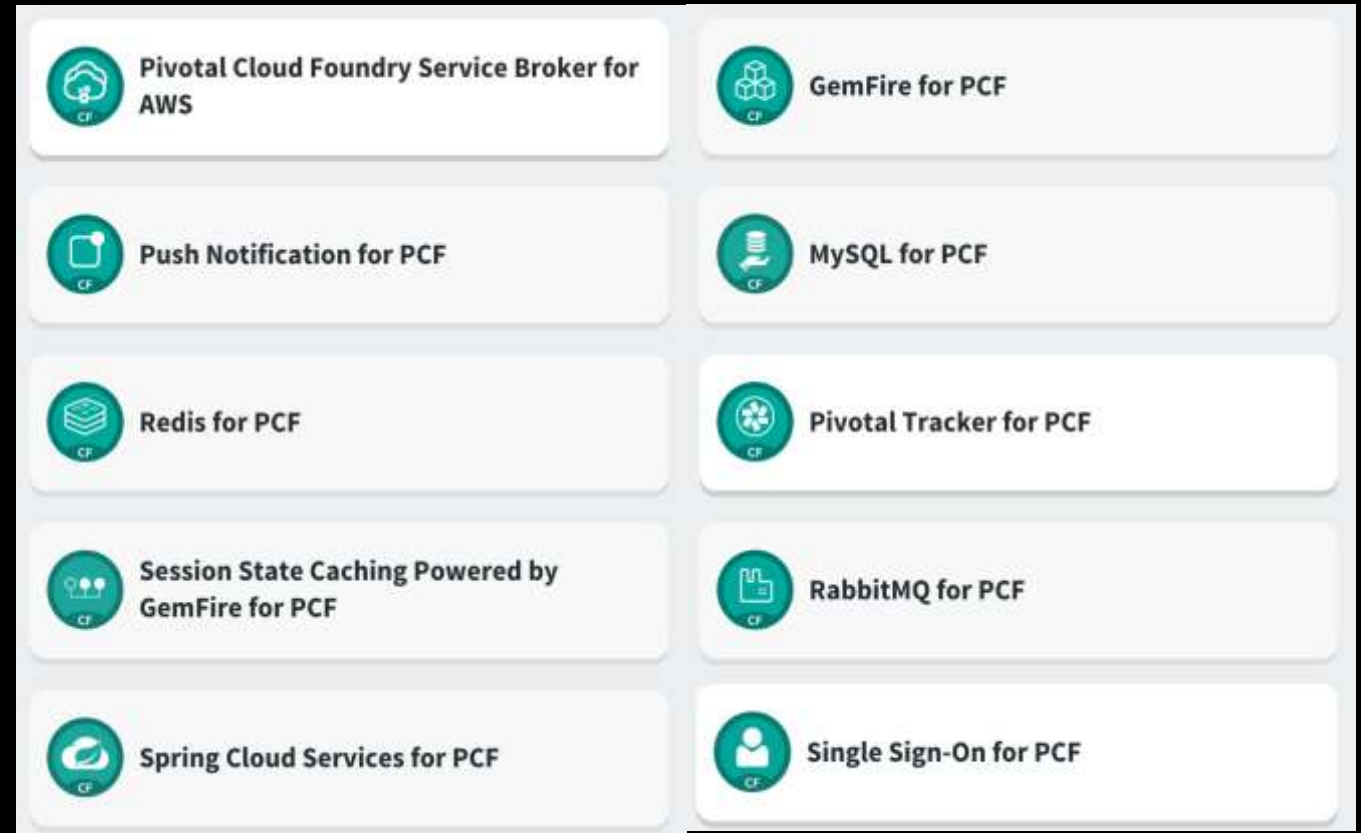 Pivotal Cloud Foundry Service Broker for
AWS
CF
GemFire for PCF
CF
Push Notification for PCF
CF
MySQL for PCF
CF
Redis for PCF
CF
Pivotal Tracker for PCF
CF
Session State Caching Powered by
GemFire for PCF
CF
RabbitMQ for PCF
CF
Spring Cloud Services for PCF
CF
Single Sign-On for PCF
CF